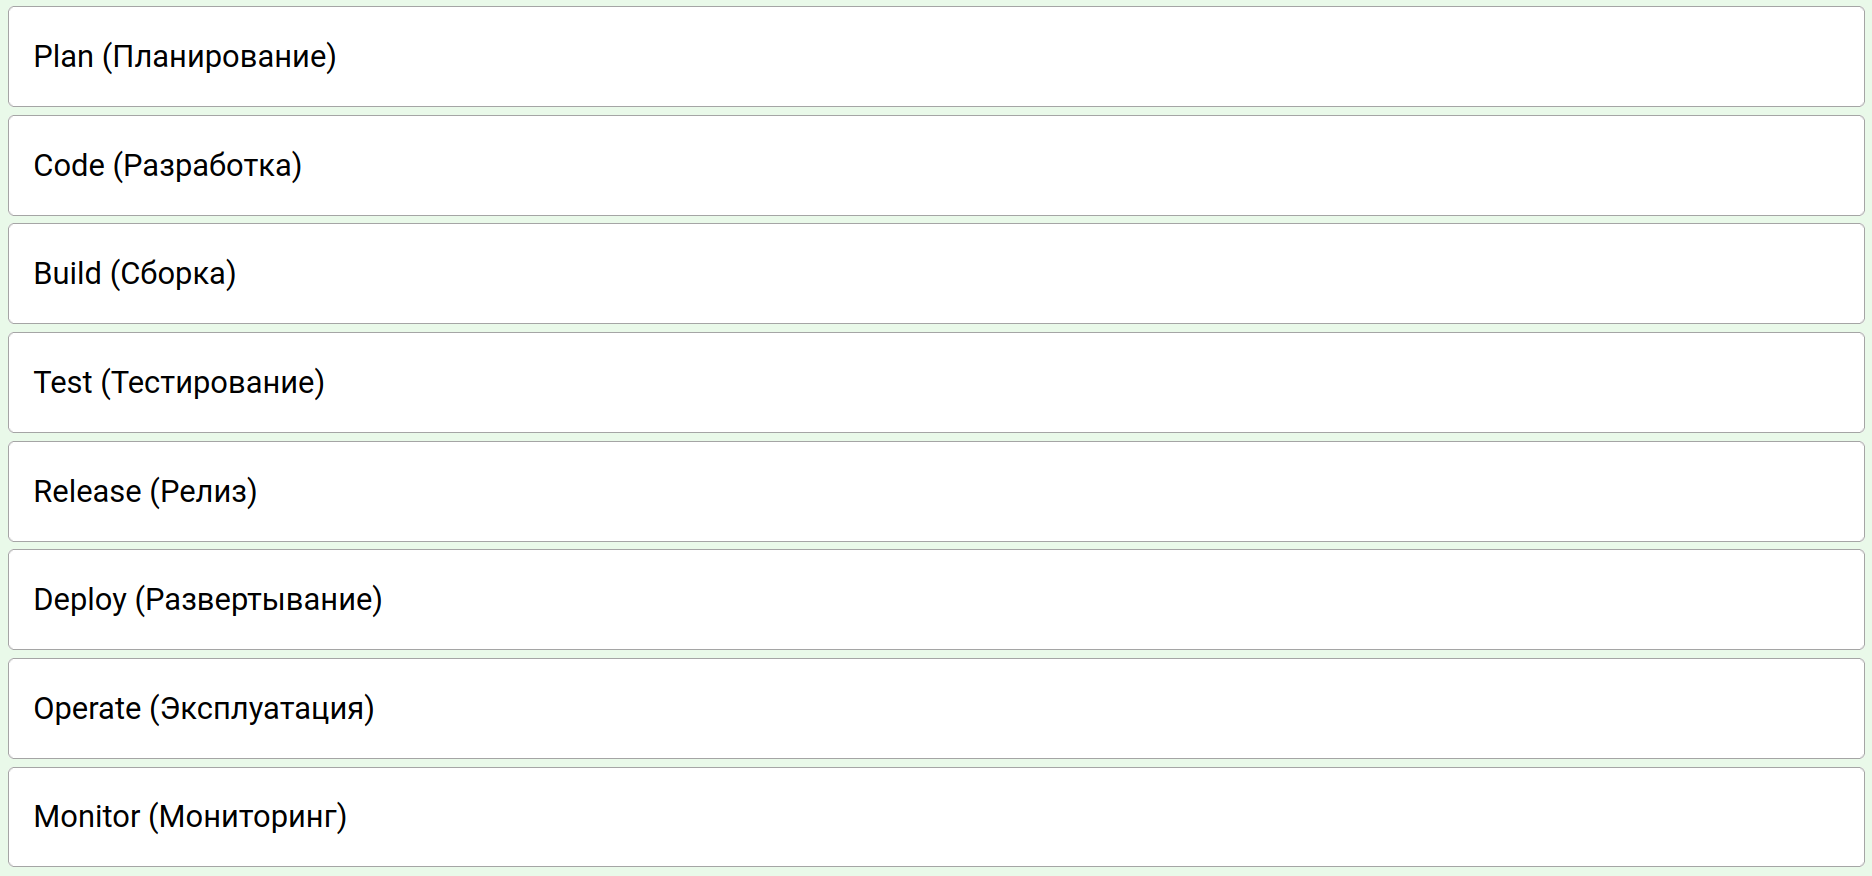 Plan (Планирование)
Code (Разработка)
Build (Сборка)
Test (Тестирование)
Release (Релиз)
Deploy (Развертывание)
Operate (Эксплуатация)
Monitor (Мониторинг)